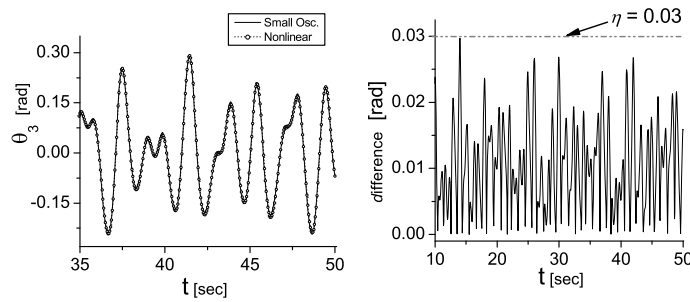 Small Osc.
Nonlinear
θ3 [rad]
0.30
0.15
0.00
-0.15
35
40
45
50
t [sec]
η = 0.03
difference [rad]
0.03
0.02
0.01
0.00
10
20
30
40
50
t [sec]